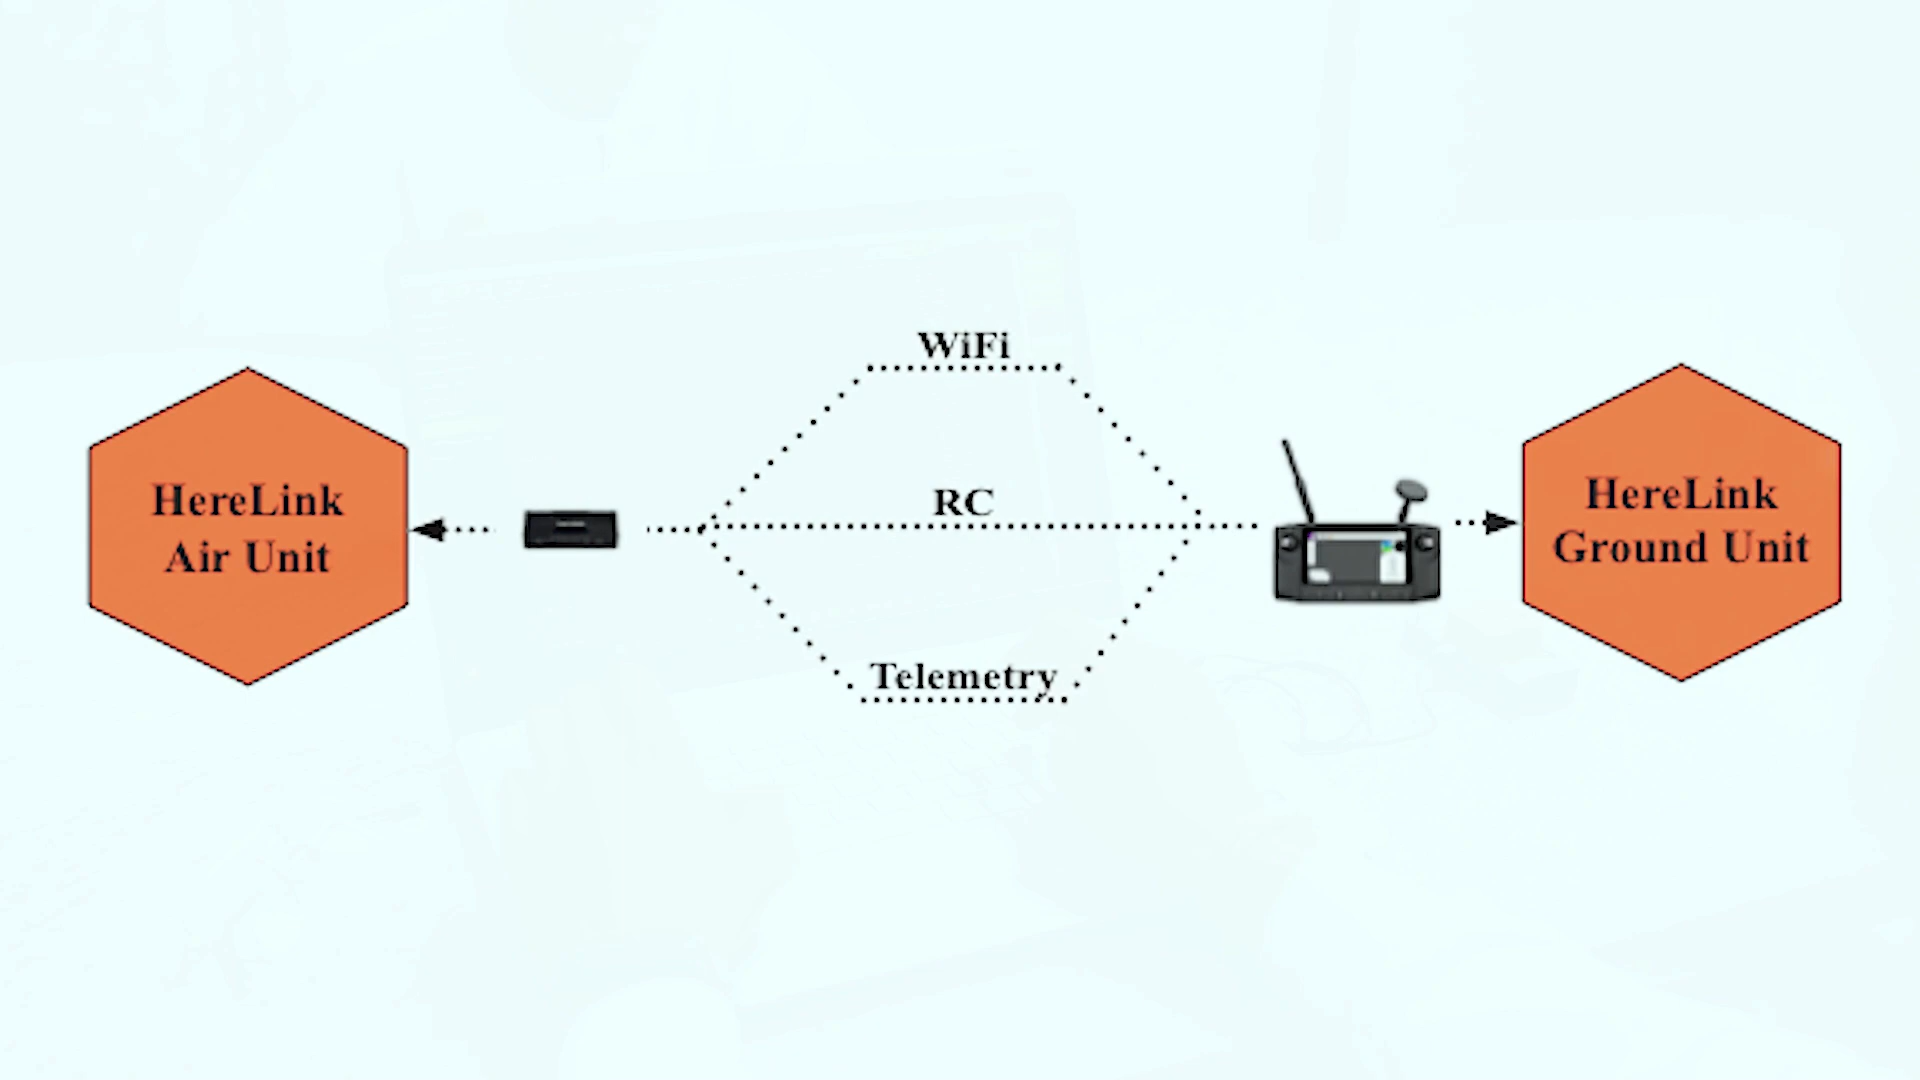 WiFi
HereLink
Air Unit
RC
HereLink
Ground Unit
Telemetry